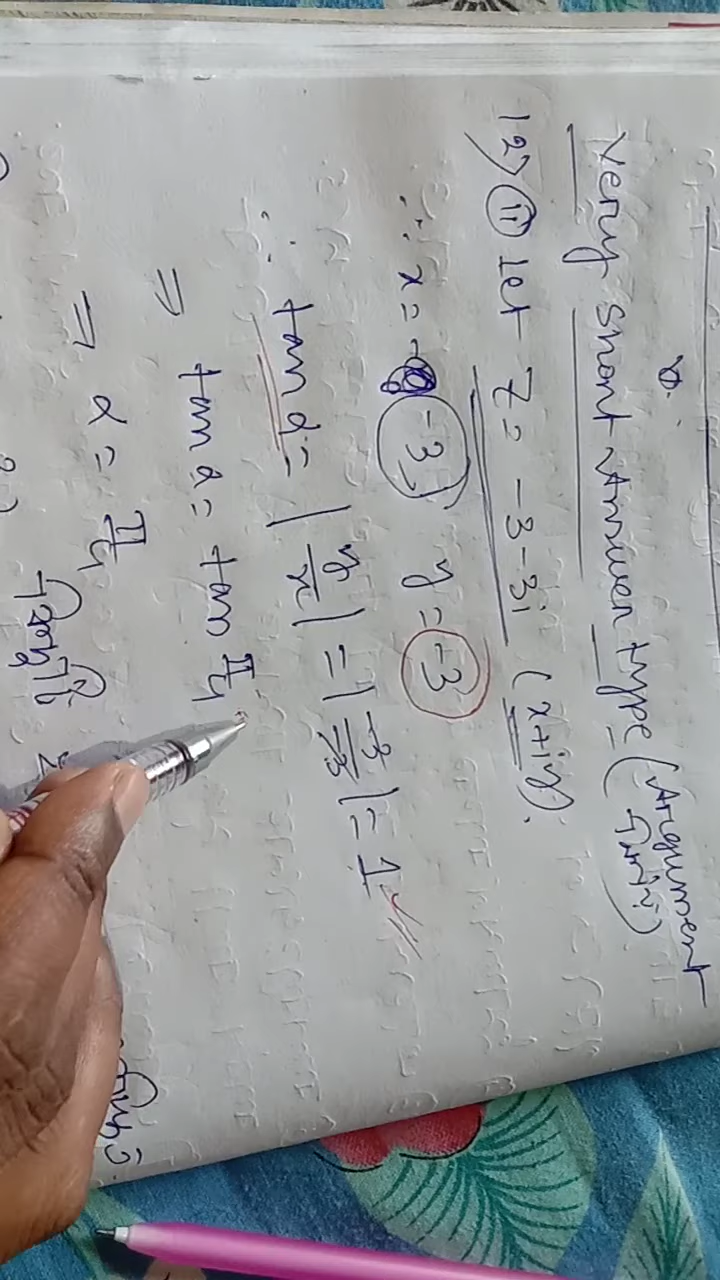 Very Short Answer type (Argument
12) ii Let Z = -3-3i (x+iy).
∴ x = -3, y = -3
∴ tan α = |y/x| = |-3/-3| = 1
⇒ tan α = tan π/4
⇒ α = π/4